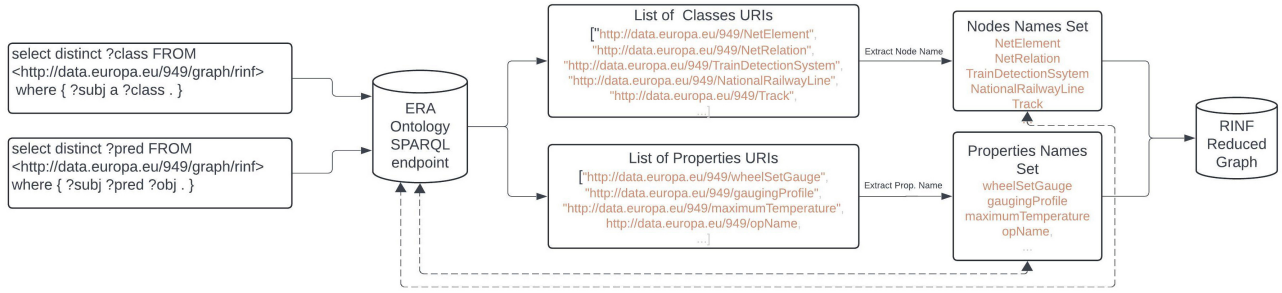 select distinct ?class FROM
<http://data.europa.eu/949/graph/rinf>
where { ?subj a ?class . }
select distinct ?pred FROM
<http://data.europa.eu/949/graph/rinf>
where { ?subj ?pred ?obj . }
ERA
Ontology
SPARQL
endpoint
List of Classes URIs
["http://data.europa.eu/949/NetElement",
"http://data.europa.eu/949/NetRelation",
"http://data.europa.eu/949/TrainDetectionSsystem",
"http://data.europa.eu/949/NationalRailwayLine",
"http://data.europa.eu/949/Track",
...]
List of Properties URIs
["http://data.europa.eu/949/wheelSetGauge",
"http://data.europa.eu/949/gaugingProfile",
"http://data.europa.eu/949/maximumTemperature",
http://data.europa.eu/949/opName,
...]
Extract Node Name
Extract Prop. Name
Nodes Names Set
NetElement
NetRelation
TrainDetectionSsytem
NationalRailwayLine
Track
Properties Names
Set
wheelSetGauge
gaugingProfile
maximumTemperature
opName,
...
RINF
Reduced
Graph